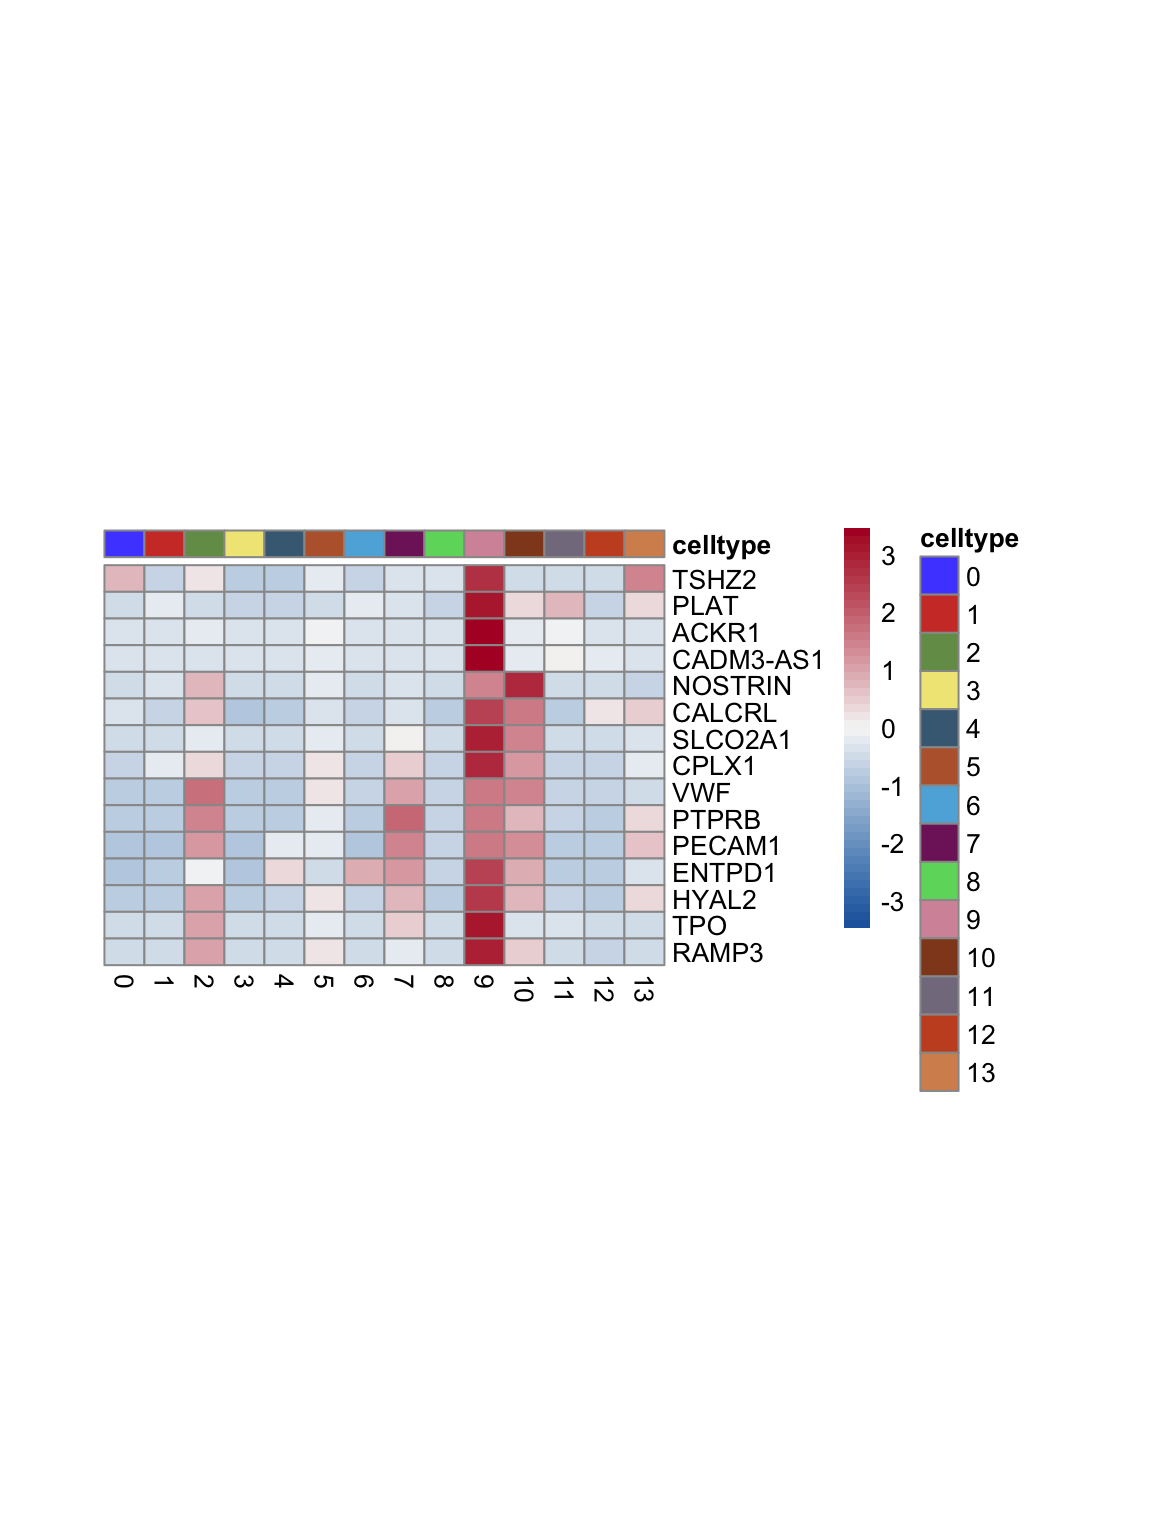 celltype
TSHZ2
PLAT
ACKR1
CADM3-AS1
NOSTRIN
CALCRL
SLCO2A1
CPLX1
VWF
PTPRB
PECAM1
ENTPD1
HYAL2
TPO
RAMP3
0 1 2 3 4 5 6 7 8 9 10 11 12 13
3
2
1
0
-1
-2
-3
celltype
0
1
2
3
4
5
6
7
8
9
10
11
12
13